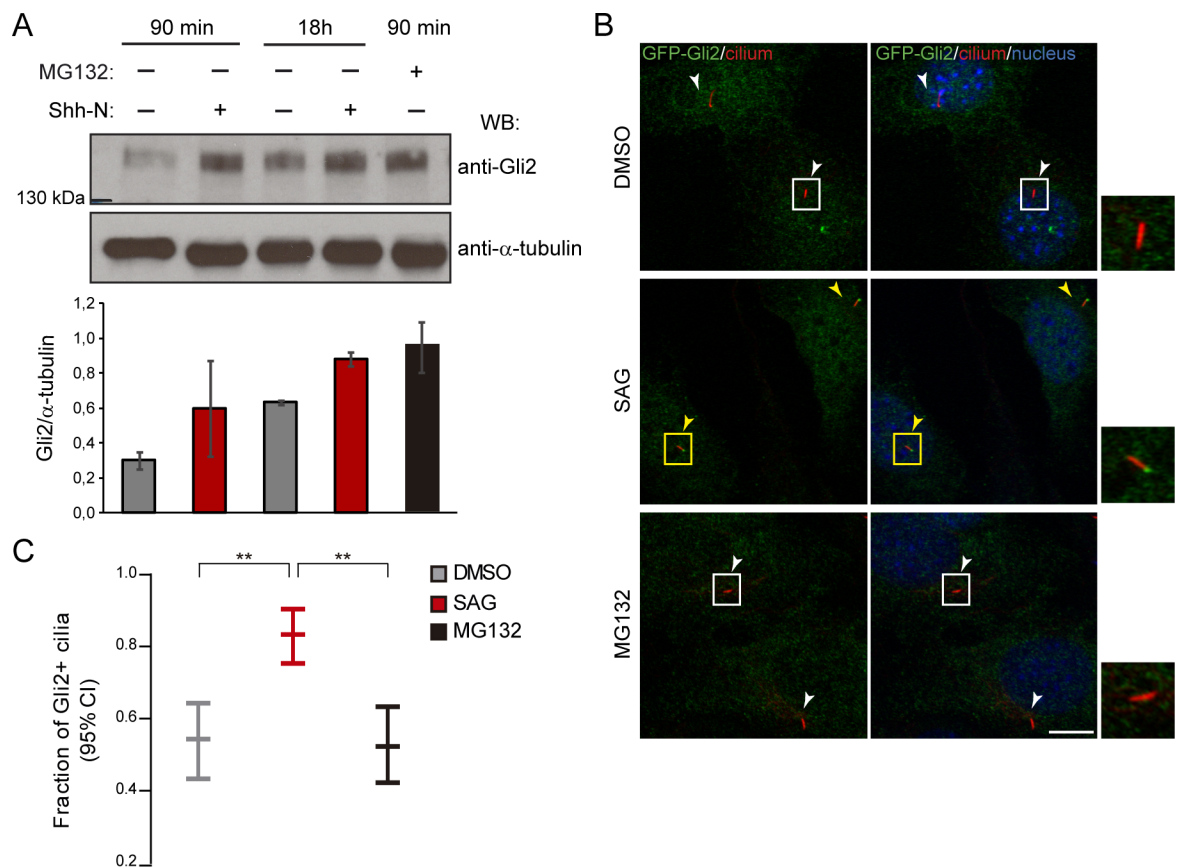 A
90 min 18h 90 min
MG132: – – – – +
Shh-N: – + – + –
WB:
anti-Gli2
130 kDa
anti-α-tubulin
Gli2/α-tubulin
1,2
1,0
0,8
0,6
0,4
0,2
0,0
B
GFP-Gli2/cilium GFP-Gli2/cilium/nucleus
DMSO
SAG
MG132
C
** **
DMSO
SAG
MG132
Fraction of Gli2+ cilia
(95% CI)
1.0
0.8
0.6
0.4
0.2